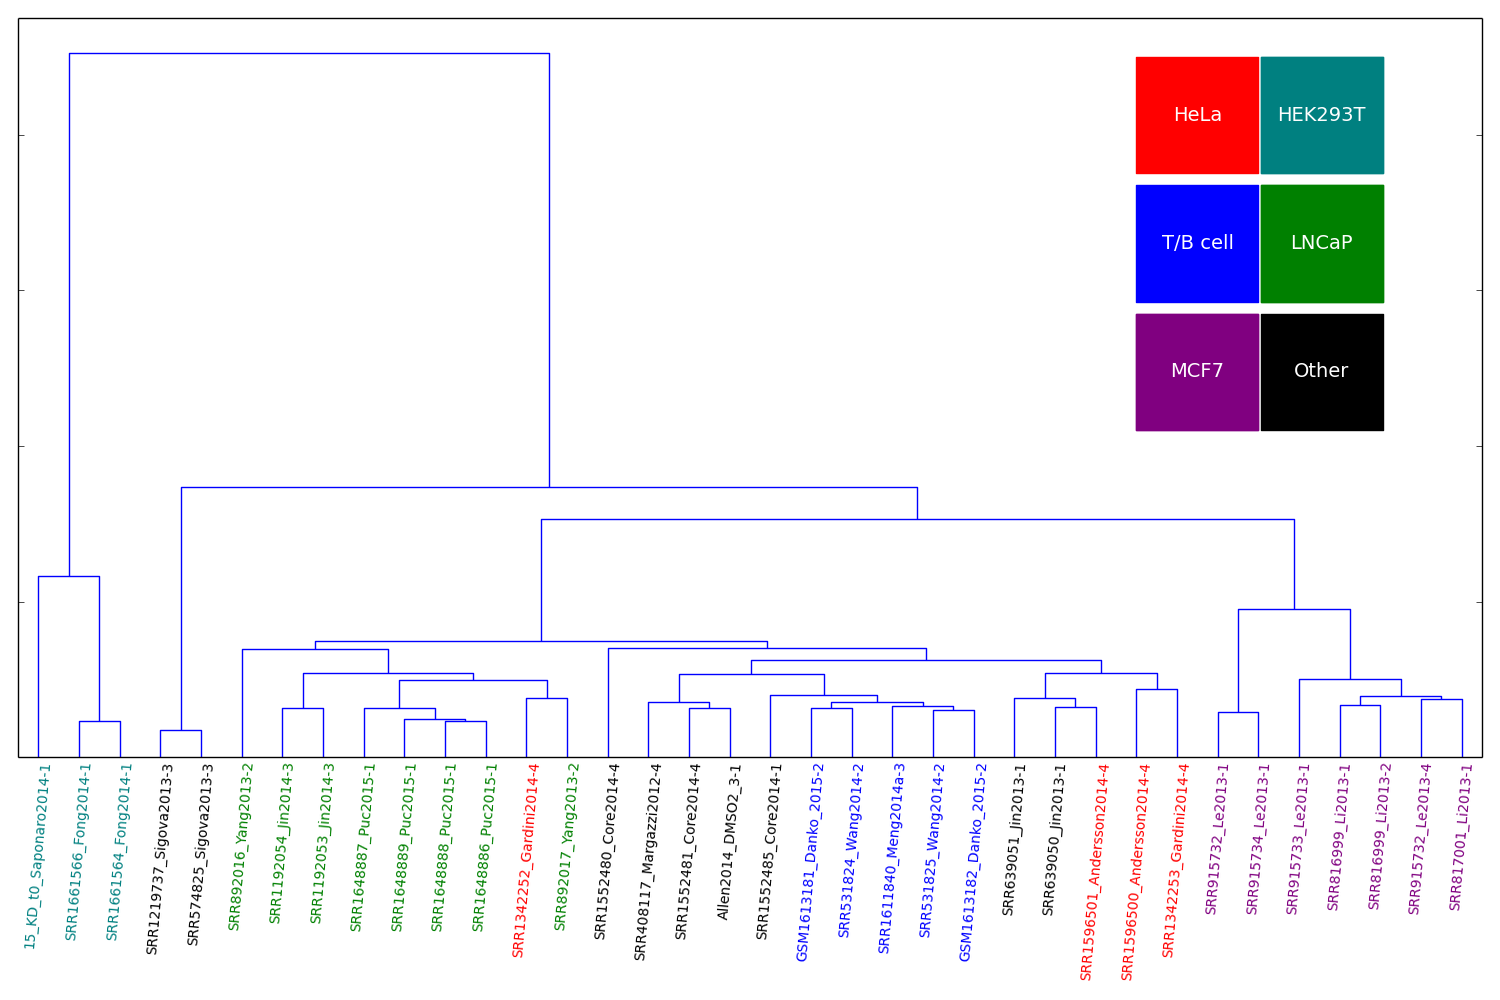 HeLa
HEK293T
T/B cell
LNCaP
MCF7
Other
15_KD_to_Saponaro2014-1
SRR1661566_Fong2014-1
SRR1661564_Fong2014-1
SRR1219737_Sigova2013-3
SRR574825_Sigova2013-3
SRR892016_Yang2013-2
SRR1192054_Jin2014-3
SRR1192053_Jin2014-3
SRR1648887_Puc2015-1
SRR1648889_Puc2015-1
SRR1648888_Puc2015-1
SRR1648886_Puc2015-1
SRR1342252_Gardini2014-4
SRR892017_Yang2013-2
SRR1552480_Core2014-4
SRR408117_Margazzi2012-4
SRR1552481_Core2014-4
Allen2014_DMSO2_3-1
SRR1552485_Core2014-1
GSM1613181_Danko_2015-2
SRR531824_Wang2014-2
SRR1611840_Meng2014a-3
SRR531825_Wang2014-2
GSM1613182_Danko_2015-2
SRR639051_Jin2013-1
SRR639050_Jin2013-1
SRR1596501_Andersson2014-4
SRR1596500_Andersson2014-4
SRR1342253_Gardini2014-4
SRR915732_Le2013-1
SRR915734_Le2013-1
SRR915733_Le2013-1
SRR816999_Li2013-1
SRR816999_Li2013-2
SRR915732_Le2013-4
SRR817001_Li2013-1